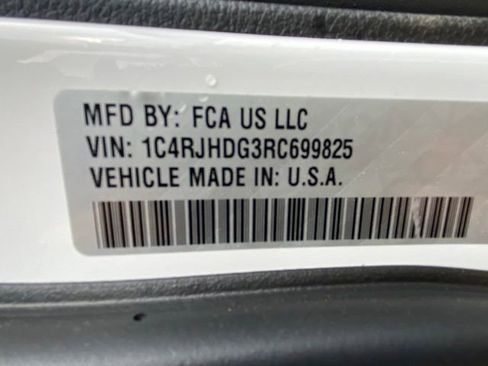 MFD BY: FCA US LLC
VIN: 1C4RJHDG3RC699825
VEHICLE MADE IN: U.S.A.